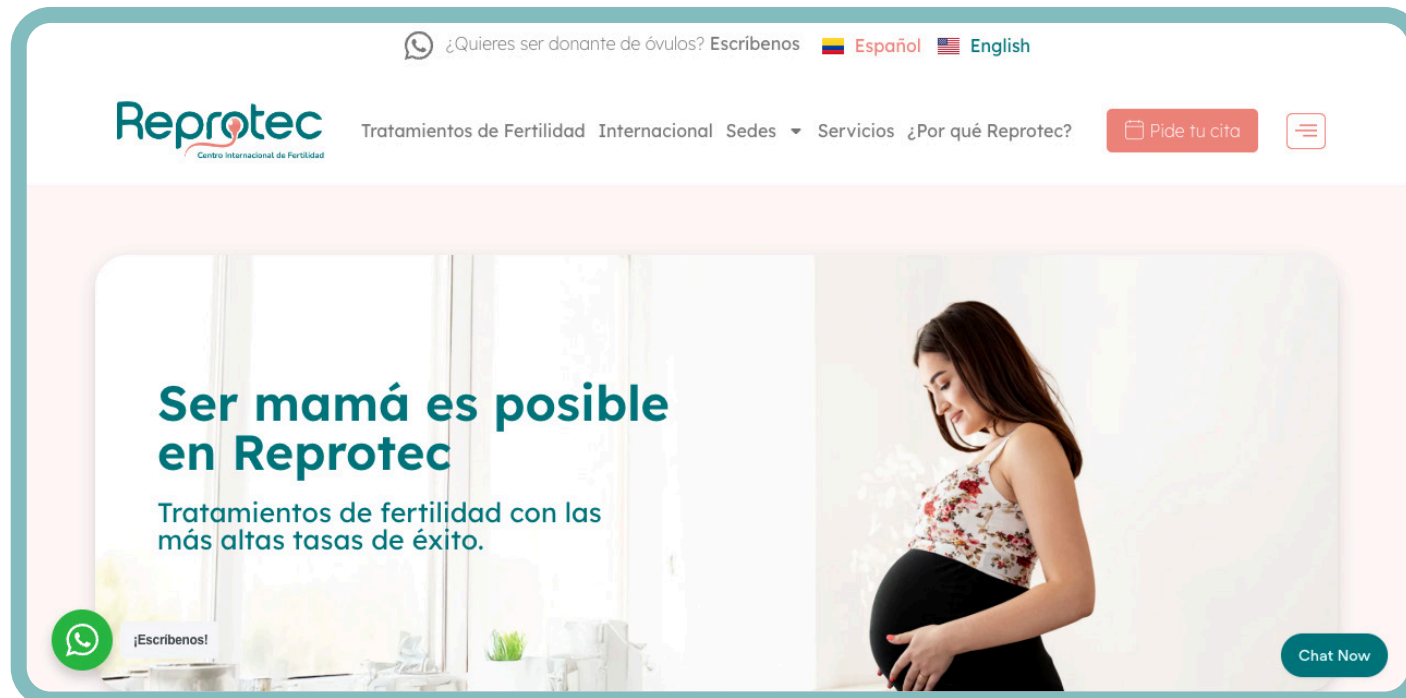 ¿Quieres ser donante de óvulos? Escríbenos Español English
Reprotec
Centro Internacional de Fertilidad
Tratamientos de Fertilidad Internacional Sedes Servicios ¿Por qué Reprotec? Pide tu cita
Ser mamá es posible
en Reprotec
Tratamientos de fertilidad con las
más altas tasas de éxito.
¡Escríbenos!
Chat Now